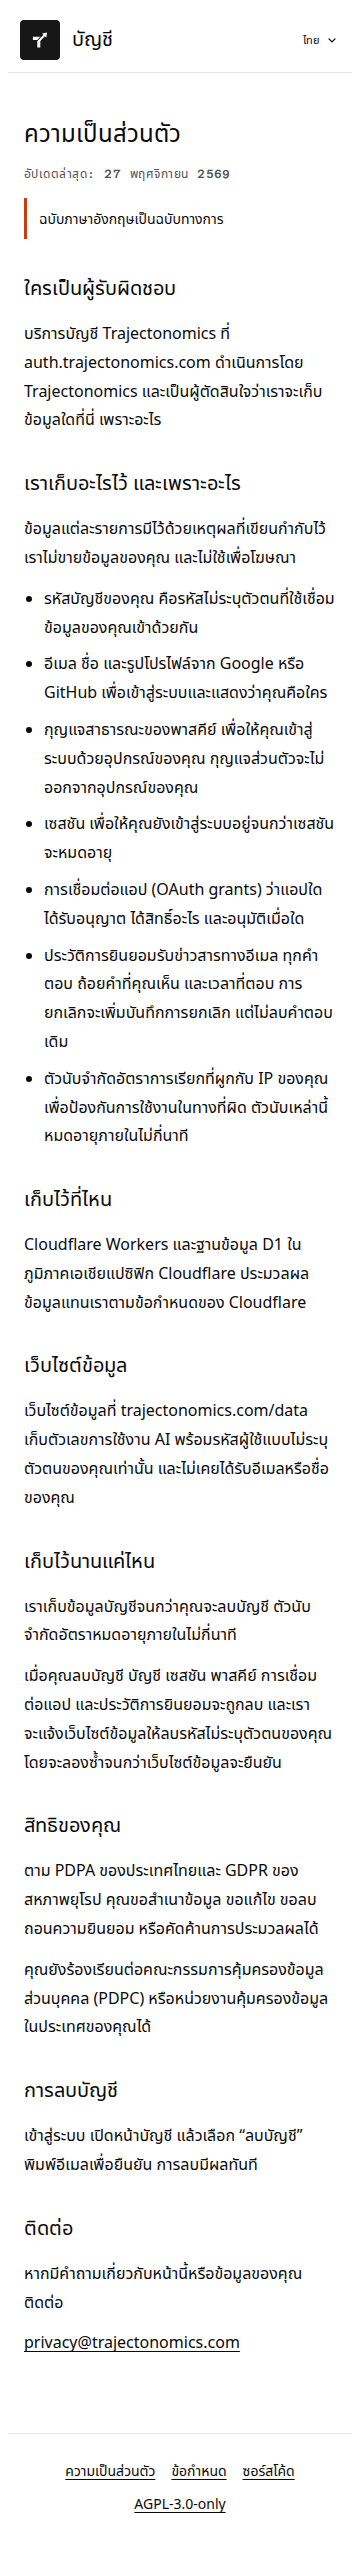 บัญชี
ไทย
ความเป็นส่วนตัว
อัปเดตล่าสุด: 27 พฤศจิกายน 2569
ฉบับภาษาอังกฤษเป็นฉบับทางการ
ใครเป็นผู้รับผิดชอบ
บริการบัญชี Trajectonomics ที่
auth.trajectonomics.com ดำเนินการโดย
Trajectonomics และเป็นผู้ตัดสินใจว่าเราจะเก็บ
ข้อมูลใดที่นี่ เพราะอะไร
เราเก็บอะไรไว้ และเพราะอะไร
ข้อมูลแต่ละรายการมีไว้ด้วยเหตุผลที่เขียนกำกับไว้
เราไม่ขายข้อมูลของคุณ และไม่ใช้เพื่อโฆษณา
รหัสบัญชีของคุณ คือรหัสไม่ระบุตัวตนที่ใช้เชื่อม
ข้อมูลของคุณเข้าด้วยกัน
อีเมล ชื่อ และรูปโปรไฟล์จาก Google หรือ
GitHub เพื่อเข้าสู่ระบบและแสดงว่าคุณคือใคร
กุญแจสาธารณะของพาสคีย์ เพื่อให้คุณเข้าสู่
ระบบด้วยอุปกรณ์ของคุณ กุญแจส่วนตัวจะไม่
ออกจากอุปกรณ์ของคุณ
เซสชัน เพื่อให้คุณยังเข้าสู่ระบบอยู่จนกว่าเซสชัน
จะหมดอายุ
การเชื่อมต่อแอป (OAuth grants) ว่าแอปใด
ได้รับอนุญาต ได้สิทธิ์อะไร และอนุมัติเมื่อใด
ประวัติการยินยอมรับข่าวสารทางอีเมล ทุกคำ
ตอบ ถ้อยคำที่คุณเห็น และเวลาที่ตอบ การ
ยกเลิกจะเพิ่มบันทึกการยกเลิก แต่ไม่ลบคำตอบ
เดิม
ตัวนับจำกัดอัตราการเรียกที่ผูกกับ IP ของคุณ
เพื่อป้องกันการใช้งานในทางที่ผิด ตัวนับเหล่านี้
หมดอายุภายในไม่กี่นาที
เก็บไว้ที่ไหน
Cloudflare Workers และฐานข้อมูล D1 ใน
ภูมิภาคเอเชียแปซิฟิก Cloudflare ประมวลผล
ข้อมูลแทนเราตามข้อกำหนดของ Cloudflare
เว็บไซต์ข้อมูล
เว็บไซต์ข้อมูลที่ trajectonomics.com/data
เก็บตัวเลขการใช้งาน AI พร้อมรหัสผู้ใช้แบบไม่ระบุ
ตัวตนของคุณเท่านั้น และไม่เคยได้รับอีเมลหรือชื่อ
ของคุณ
เก็บไว้นานแค่ไหน
เราเก็บข้อมูลบัญชีจนกว่าคุณจะลบบัญชี ตัวนับ
จำกัดอัตราหมดอายุภายในไม่กี่นาที
เมื่อคุณลบบัญชี บัญชี เซสชัน พาสคีย์ การเชื่อม
ต่อแอป และประวัติการยินยอมจะถูกลบ และเรา
จะแจ้งเว็บไซต์ข้อมูลให้ลบรหัสไม่ระบุตัวตนของคุณ
โดยจะลองซ้ำจนกว่าเว็บไซต์ข้อมูลจะยืนยัน
สิทธิของคุณ
ตาม PDPA ของประเทศไทยและ GDPR ของ
สหภาพยุโรป คุณขอสำเนาข้อมูล ขอแก้ไข ขอลบ
ถอนความยินยอม หรือคัดค้านการประมวลผลได้
คุณยังร้องเรียนต่อคณะกรรมการคุ้มครองข้อมูล
ส่วนบุคคล (PDPC) หรือหน่วยงานคุ้มครองข้อมูล
ในประเทศของคุณได้
การลบบัญชี
เข้าสู่ระบบ เปิดหน้าบัญชี แล้วเลือก “ลบบัญชี”
พิมพ์อีเมลเพื่อยืนยัน การลบมีผลทันที
ติดต่อ
หากมีคำถามเกี่ยวกับหน้านี้หรือข้อมูลของคุณ
ติดต่อ
privacy@trajectonomics.com
ความเป็นส่วนตัว ข้อกำหนด ซอร์สโค้ด
AGPL-3.0-only